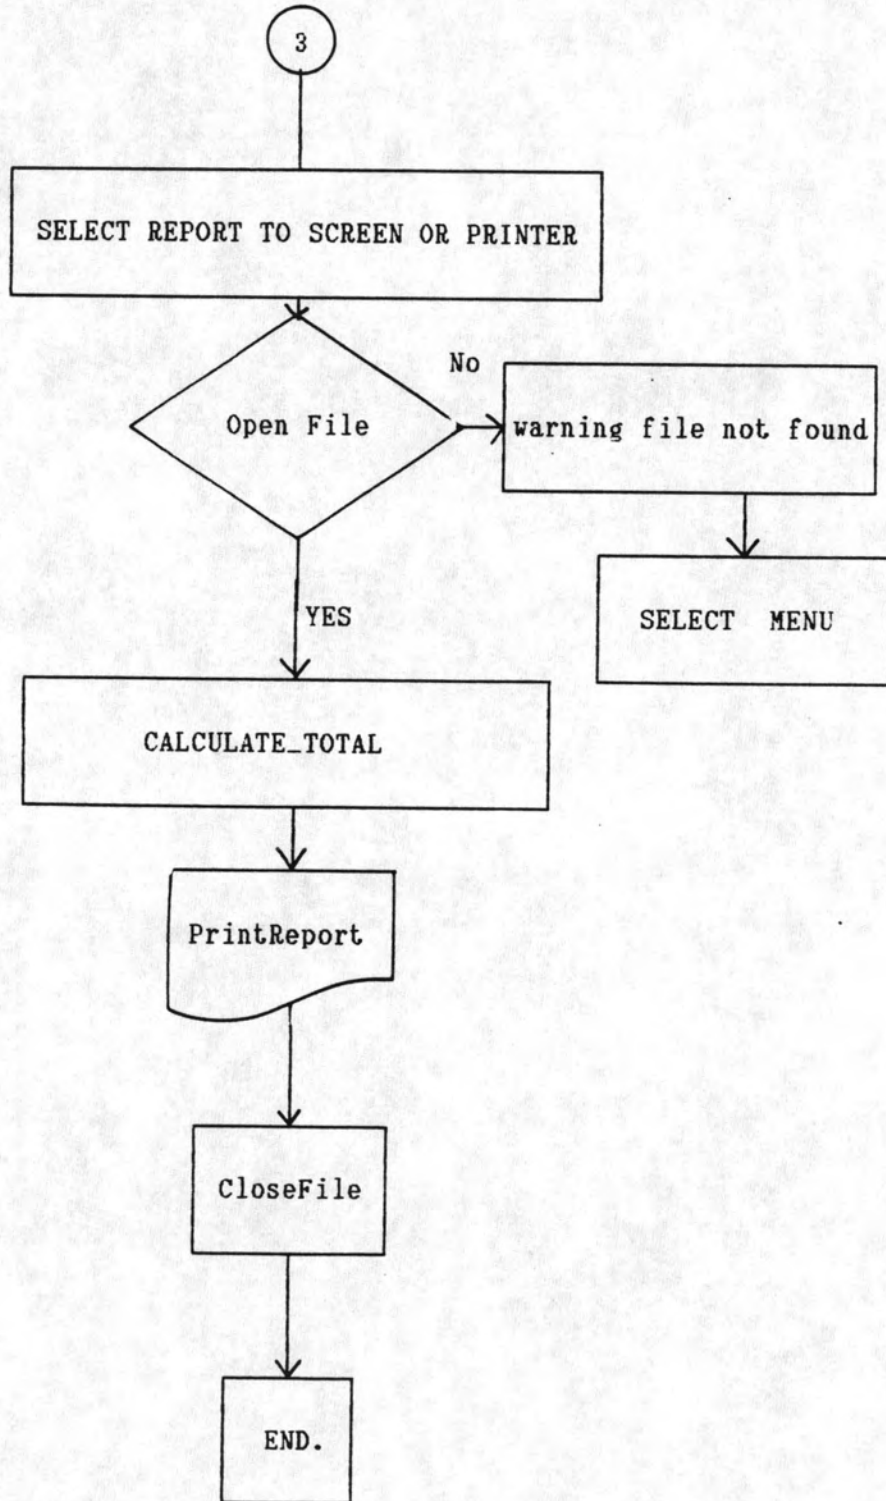 3
SELECT REPORT TO SCREEN OR PRINTER
No
Open File
warning file not found
YES
SELECT MENU
CALCULATE_TOTAL
PrintReport
CloseFile
END.